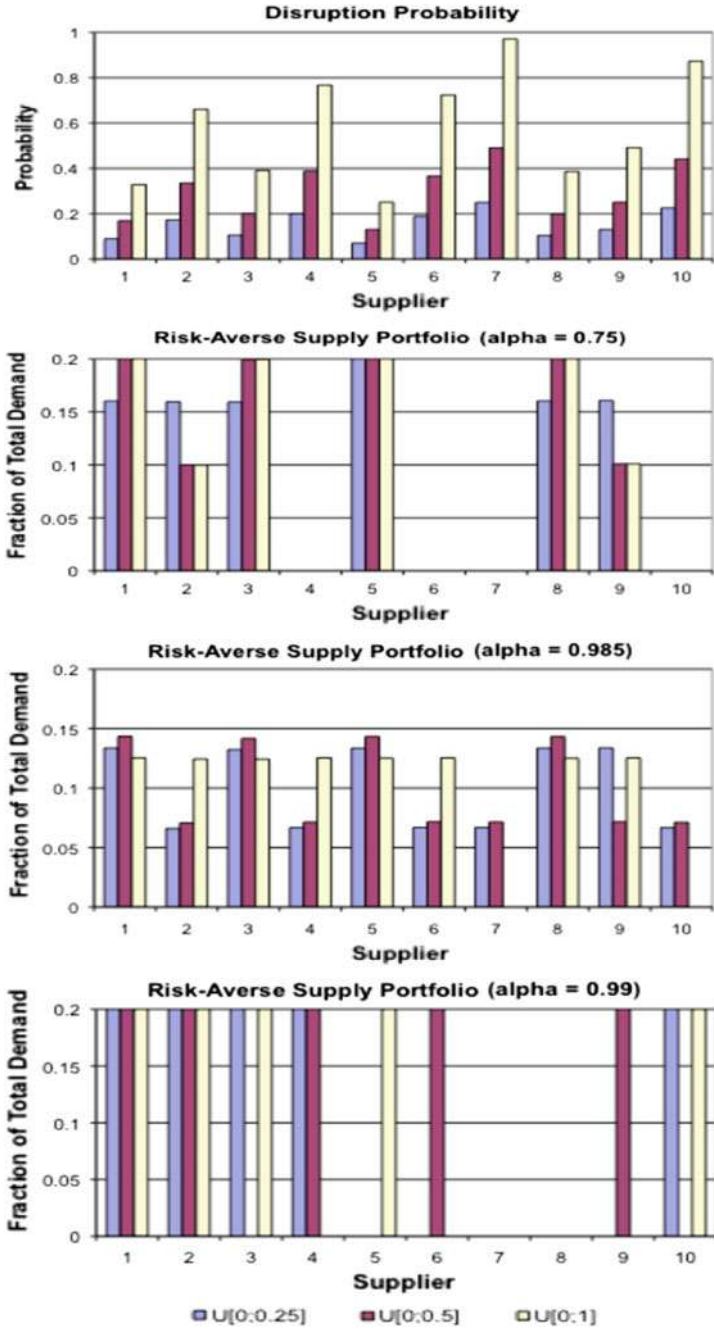 Disruption Probability
1
0.8
0.6
0.4
0.2
0
Probability
1 2 3 4 5 6 7 8 9 10
Supplier
Risk-Averse Supply Portfolio (alpha = 0.75)
0.2
0.15
0.1
0.05
0
Fraction of Total Demand
1 2 3 4 5 6 7 8 9 10
Supplier
Risk-Averse Supply Portfolio (alpha = 0.985)
0.2
0.15
0.1
0.05
0
Fraction of Total Demand
1 2 3 4 5 6 7 8 9 10
Supplier
Risk-Averse Supply Portfolio (alpha = 0.99)
0.2
0.15
0.1
0.05
0
Fraction of Total Demand
1 2 3 4 5 6 7 8 9 10
Supplier
U[0;0.25] U[0;0.5] U[0;1]